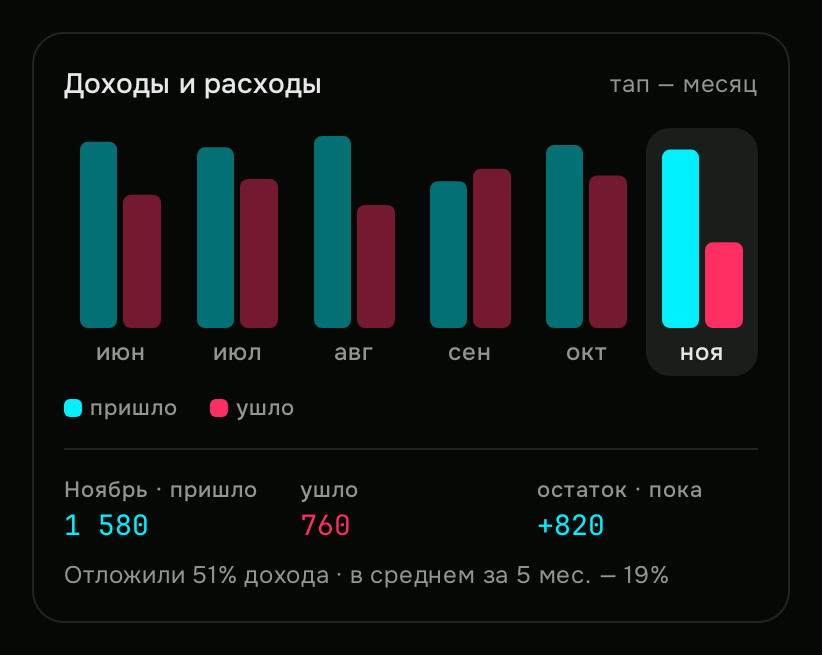 Доходы и расходы
тап — месяц
июн июл авг сен окт ноя
пришло ушло
Ноябрь · пришло ушло остаток · пока
1 580 760 +820
Отложили 51% дохода · в среднем за 5 мес. — 19%